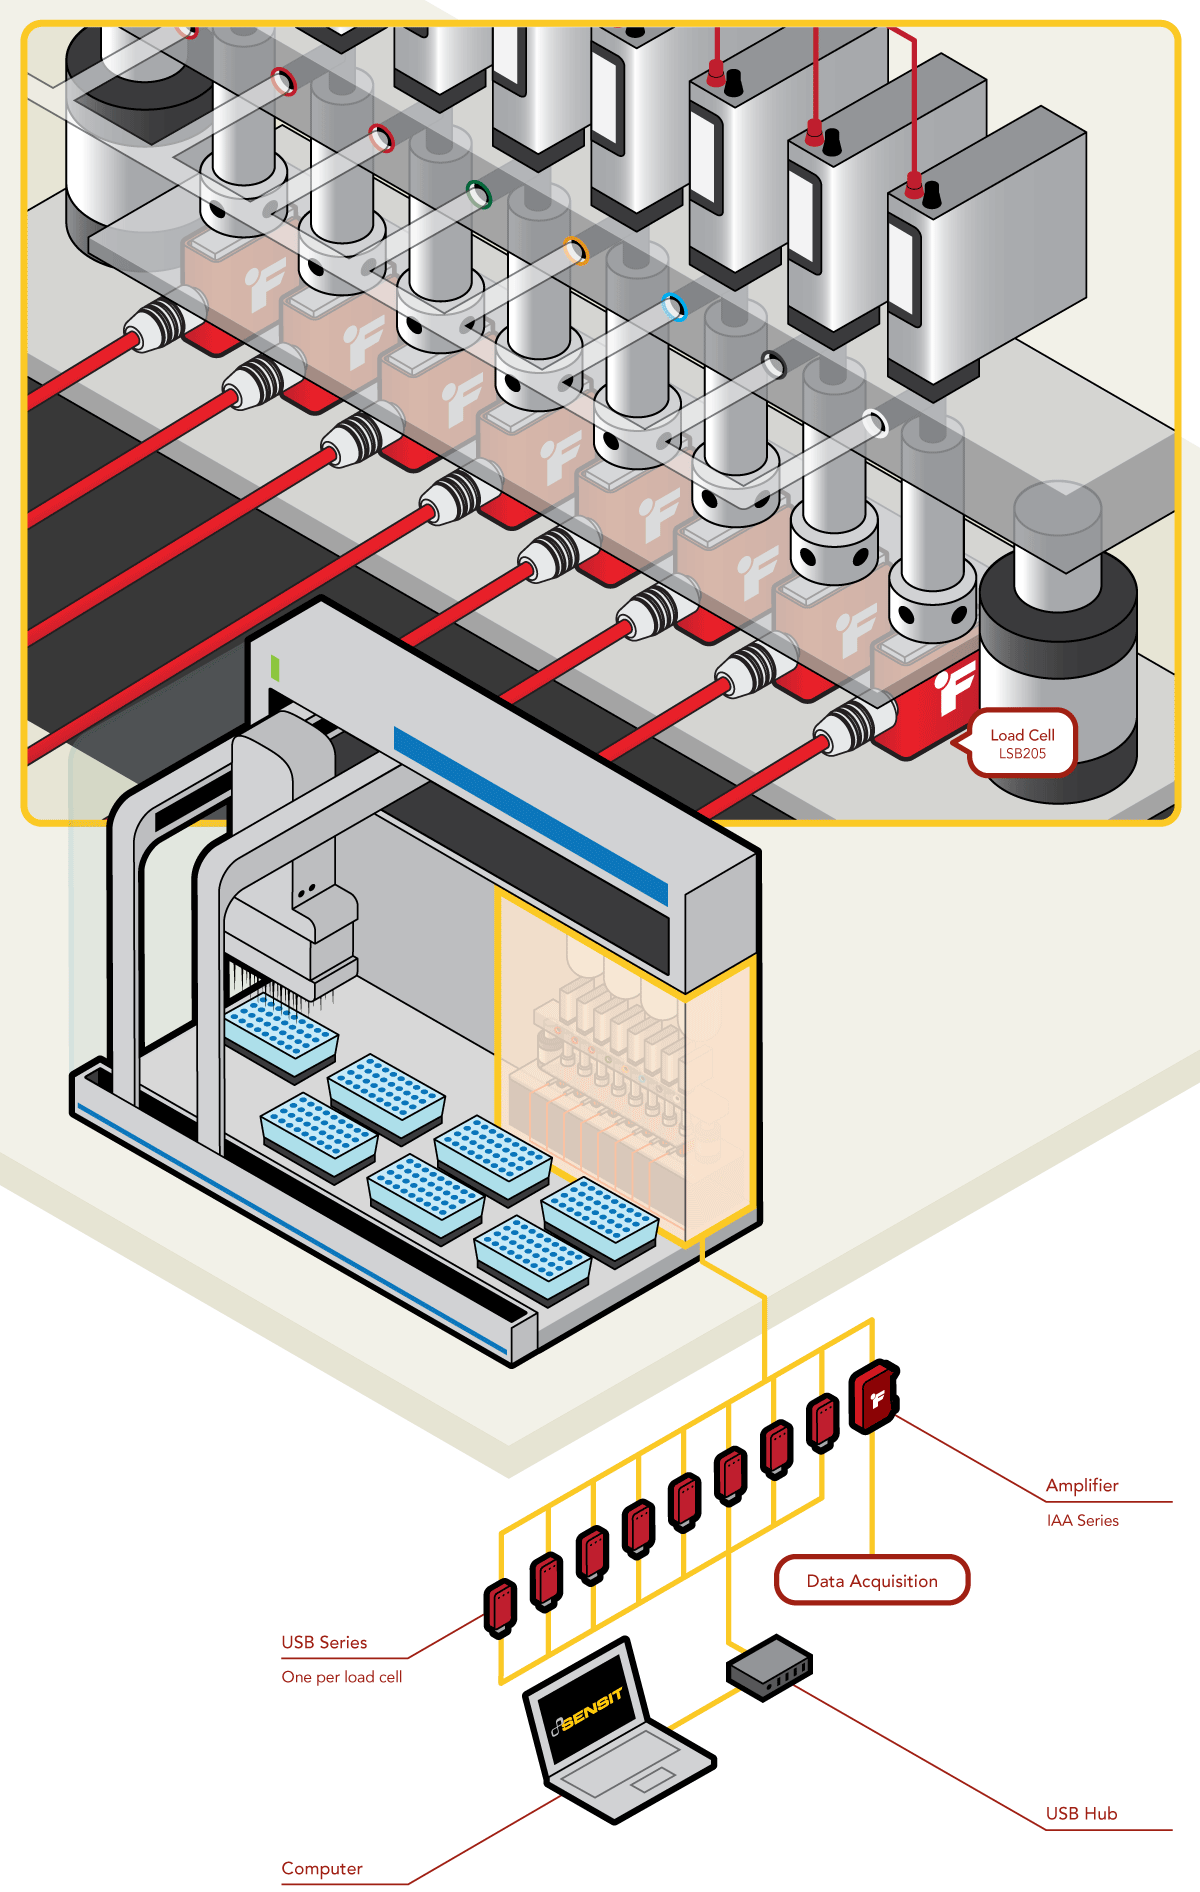 Load Cell
LSB205
Amplifier
IAA Series
Data Acquisition
USB Series
One per load cell
SENSIT
USB Hub
Computer